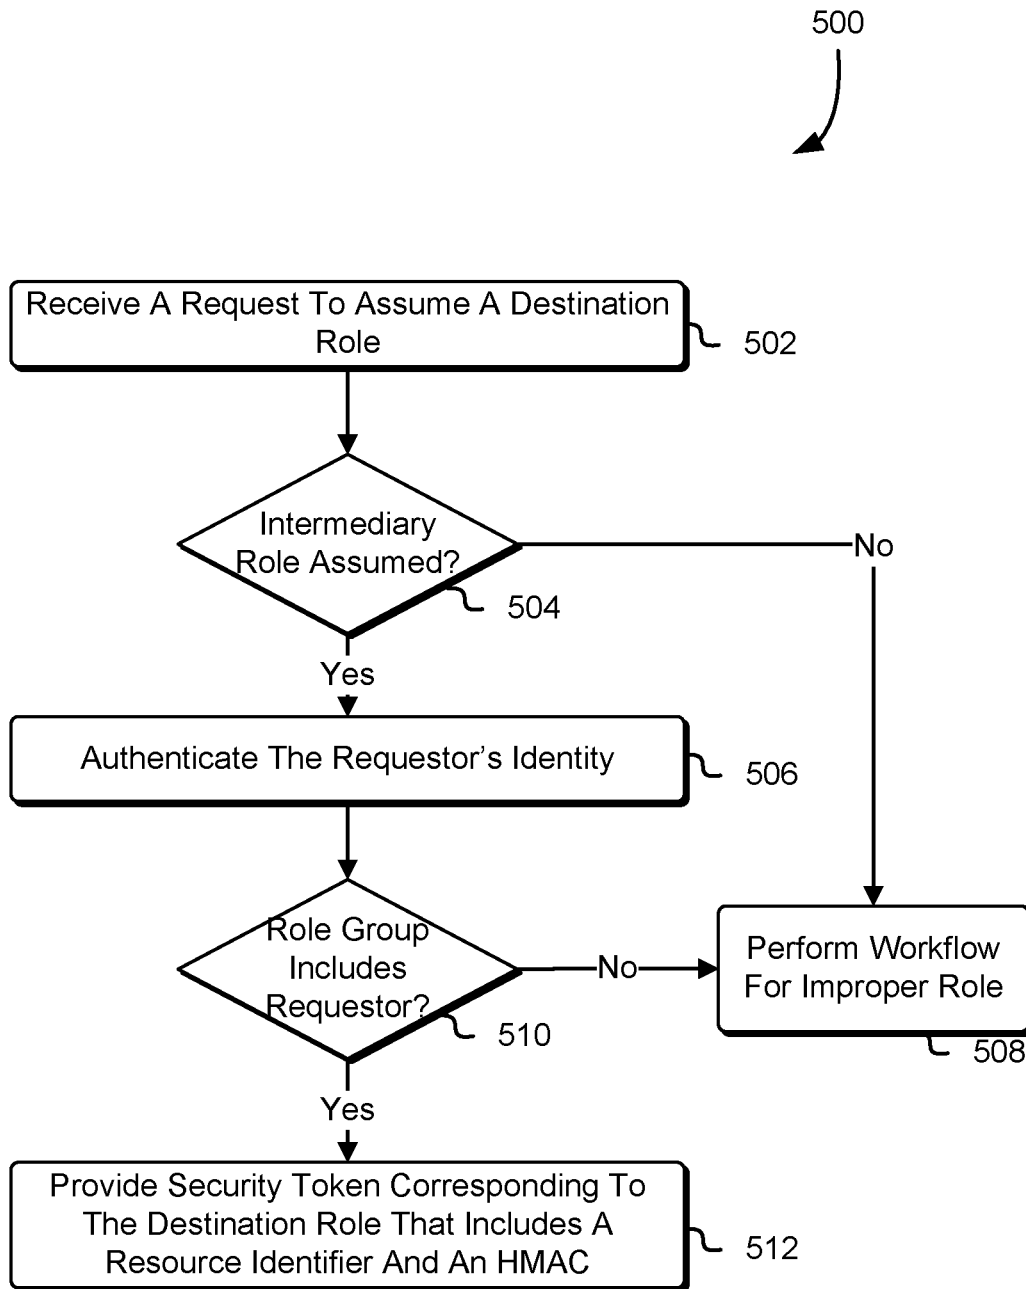 500
Receive A Request To Assume A Destination
Role
502
Intermediary
Role Assumed?
No
504
Yes
Authenticate The Requestor's Identity
506
Role Group
Includes
Requestor?
No
510
Perform Workflow
For Improper Role
508
Yes
Provide Security Token Corresponding To
The Destination Role That Includes A
Resource Identifier And An HMAC
512